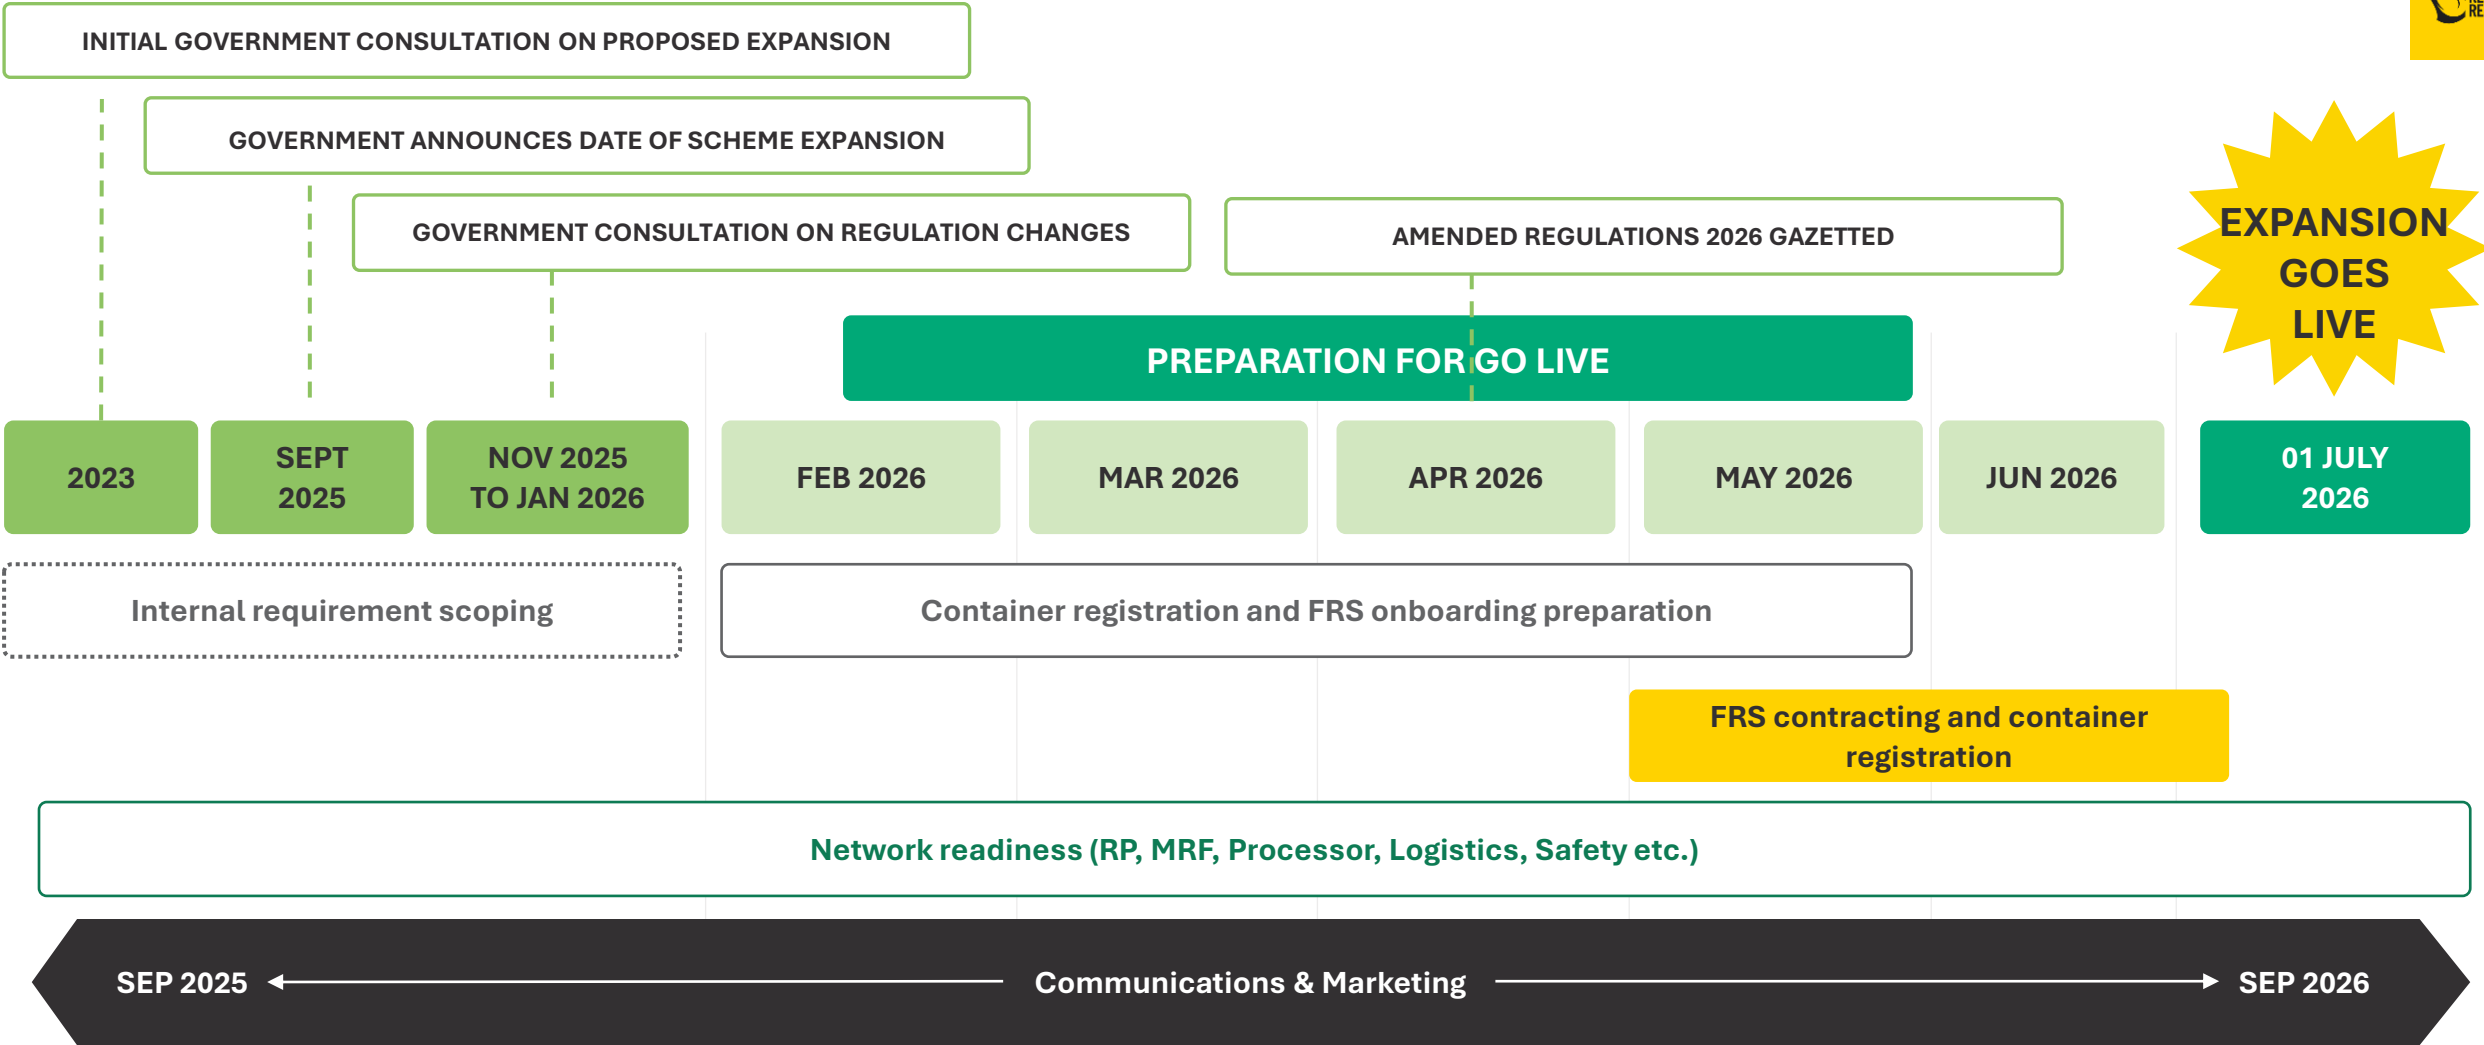 INITIAL GOVERNMENT CONSULTATION ON PROPOSED EXPANSION
GOVERNMENT ANNOUNCES DATE OF SCHEME EXPANSION
GOVERNMENT CONSULTATION ON REGULATION CHANGES
AMENDED REGULATIONS 2026 GAZETTED
EXPANSION
GOES
LIVE
PREPARATION FOR GO LIVE
2023
SEPT
2025
NOV 2025
TO JAN 2026
FEB 2026
MAR 2026
APR 2026
MAY 2026
JUN 2026
01 JULY
2026
Internal requirement scoping
Container registration and FRS onboarding preparation
FRS contracting and container
registration
Network readiness (RP, MRF, Processor, Logistics, Safety etc.)
SEP 2025
Communications & Marketing
SEP 2026